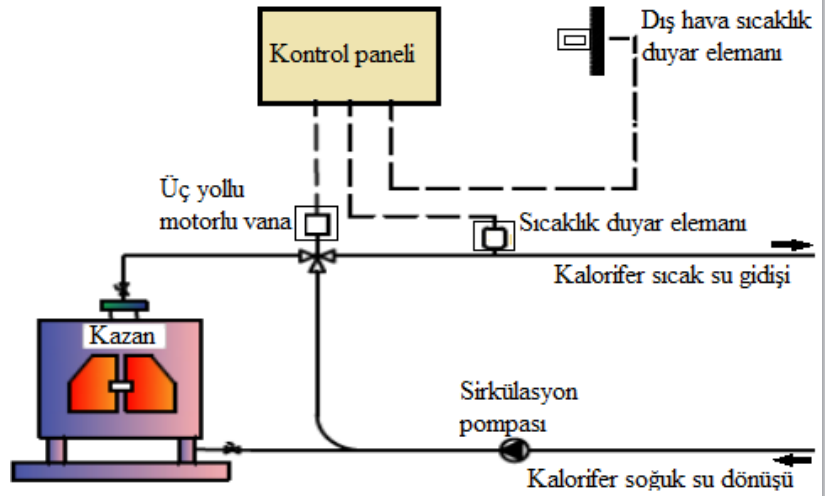 Dış hava sıcaklık
duyar elemanı
Kontrol paneli
Üç yollu
motorlu vana
Sıcaklık duyar elemanı
Kalorifer sıcak su gidişi
Kazan
Sirkülasyon
pompası
Kalorifer soğuk su dönüşü